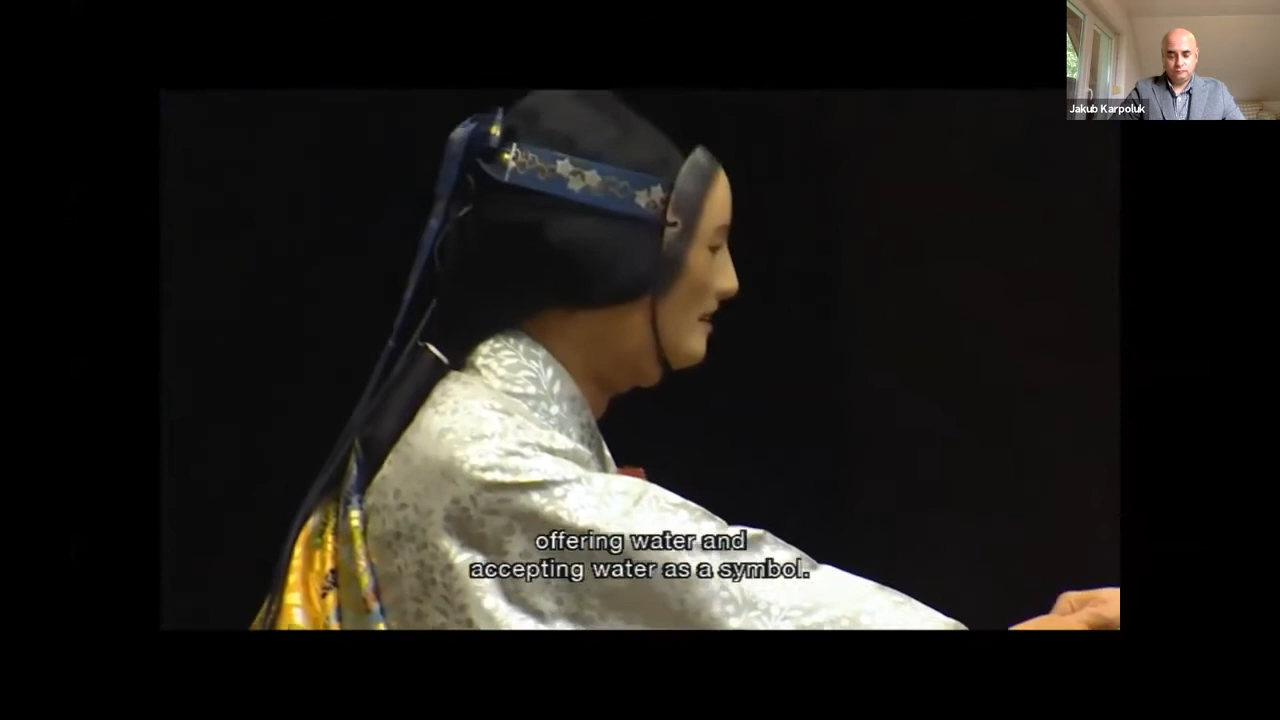 Jakub Karpoluk
offering water and
accepting water as a symbol.